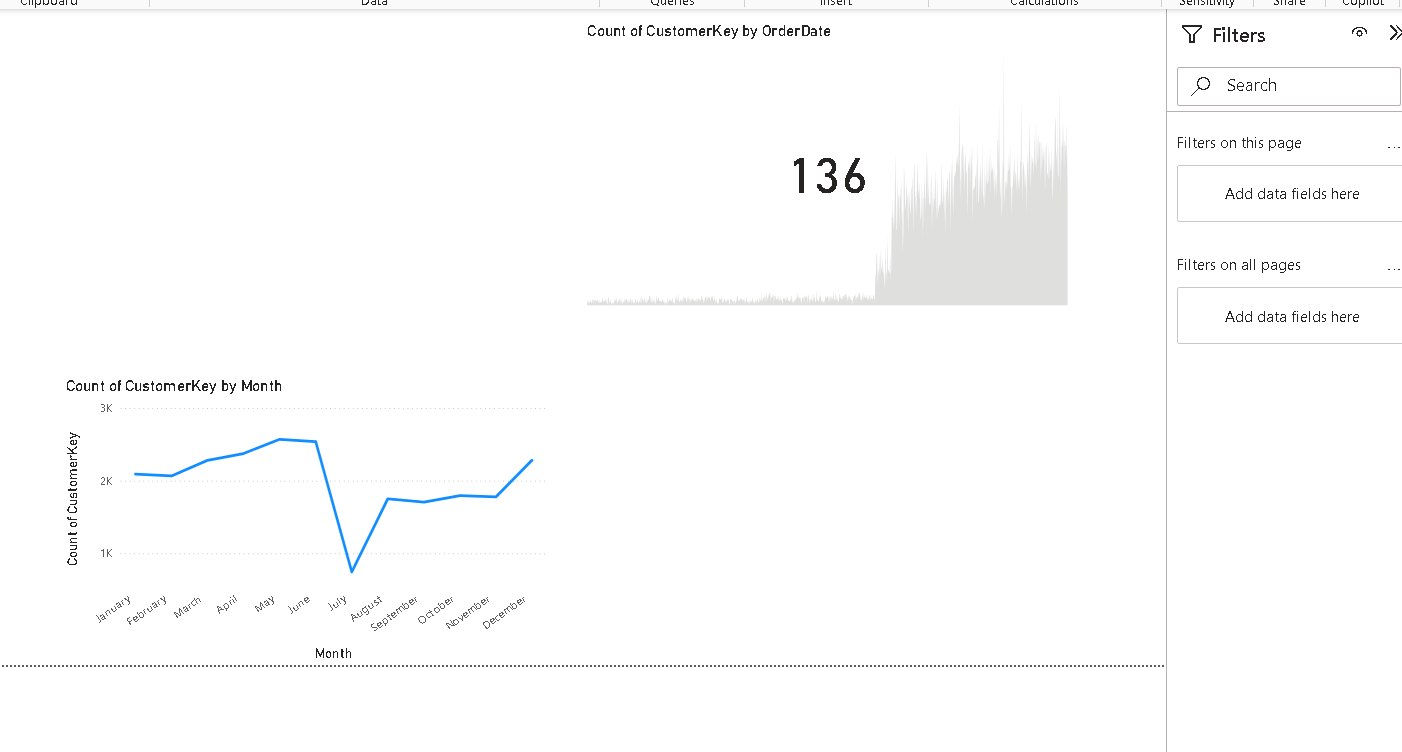 Clipboard Data Queries Insert Calculations Sensitivity Share Copilot
Count of CustomerKey by OrderDate
Filters
Search
Filters on this page ...
136
Add data fields here
Filters on all pages ...
Add data fields here
Count of CustomerKey by Month
3K
2K
1K
Count of CustomerKey
January February March April May June July August September October November December
Month